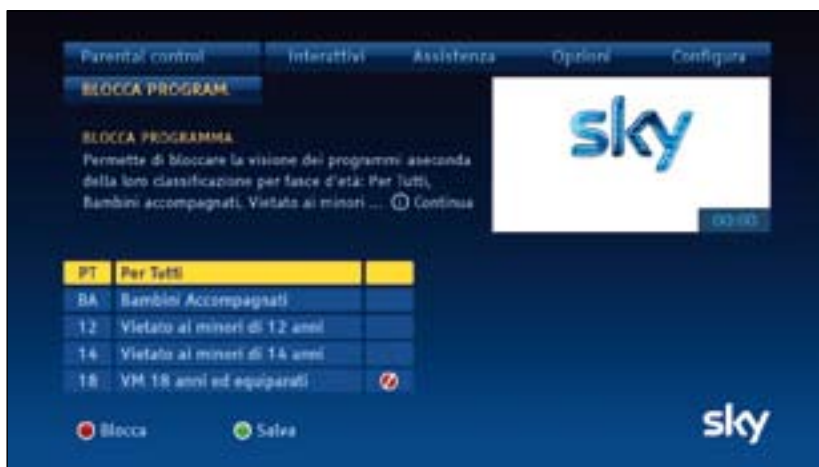 Parental control Interattivi Assistenza Opzioni Configura
BLOCCA PROGRAM.
BLOCCA PROGRAMMA
Permette di bloccare la visione dei programmi aseconda
della loro classificazione per fasce d'età: Per Tutti,
Bambini accompagnati, Vietato ai minori ... i Continua
sky
00:00
PT Per Tutti
BA Bambini Accompagnati
12 Vietato ai minori di 12 anni
14 Vietato ai minori di 14 anni
18 VM 18 anni ed equiparati
Blocca Salva
sky